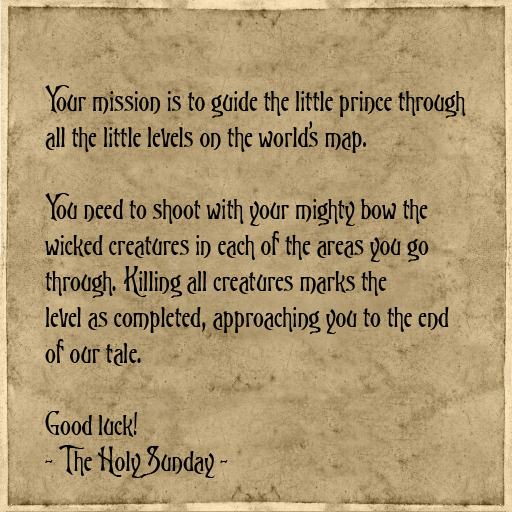 Your mission is to guide the little prince through
all the little levels on the world's map.
You need to shoot with your mighty bow the
wicked creatures in each of the areas you go
through. Killing all creatures marks the
level as completed, approaching you to the end
of our tale.
Good luck!
~ The Holy Sunday ~